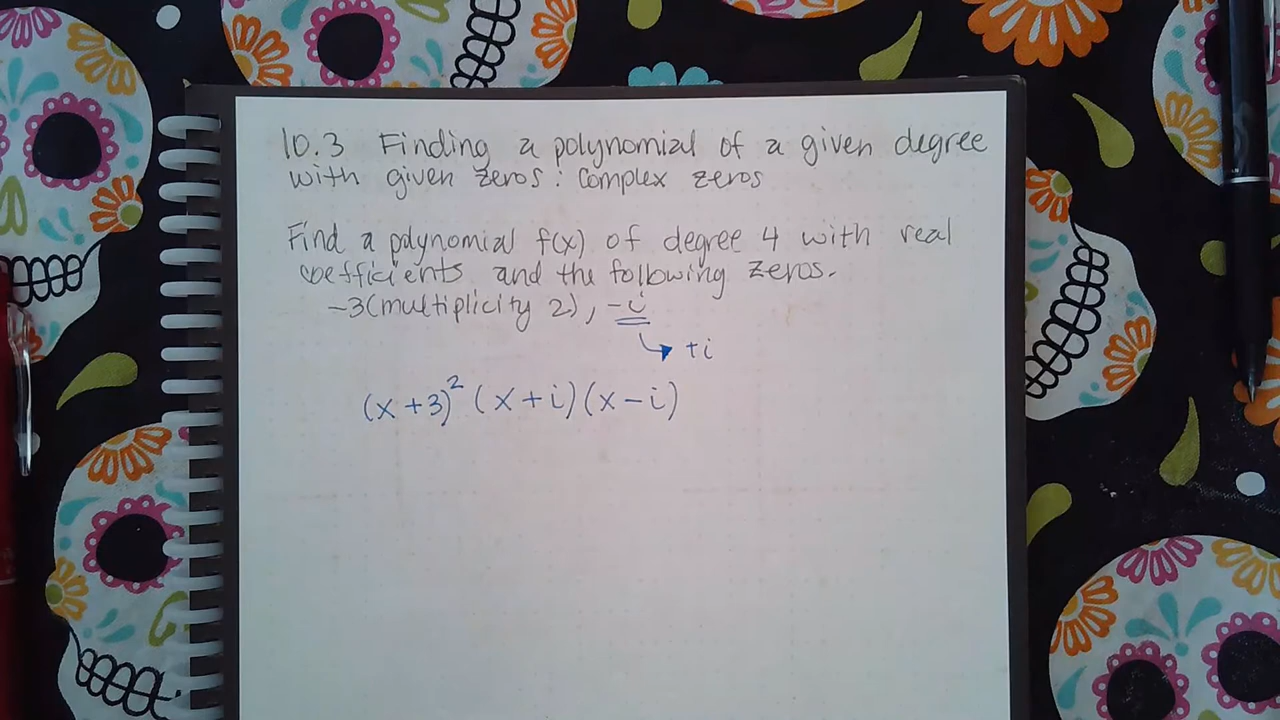 10.3 Finding a polynomial of a given degree
with given zeros: Complex zeros
Find a polynomial f(x) of degree 4 with real
coefficients and the following zeros.
-3(multiplicity 2), -i
+i
(x+3)² (x+i)(x-i)